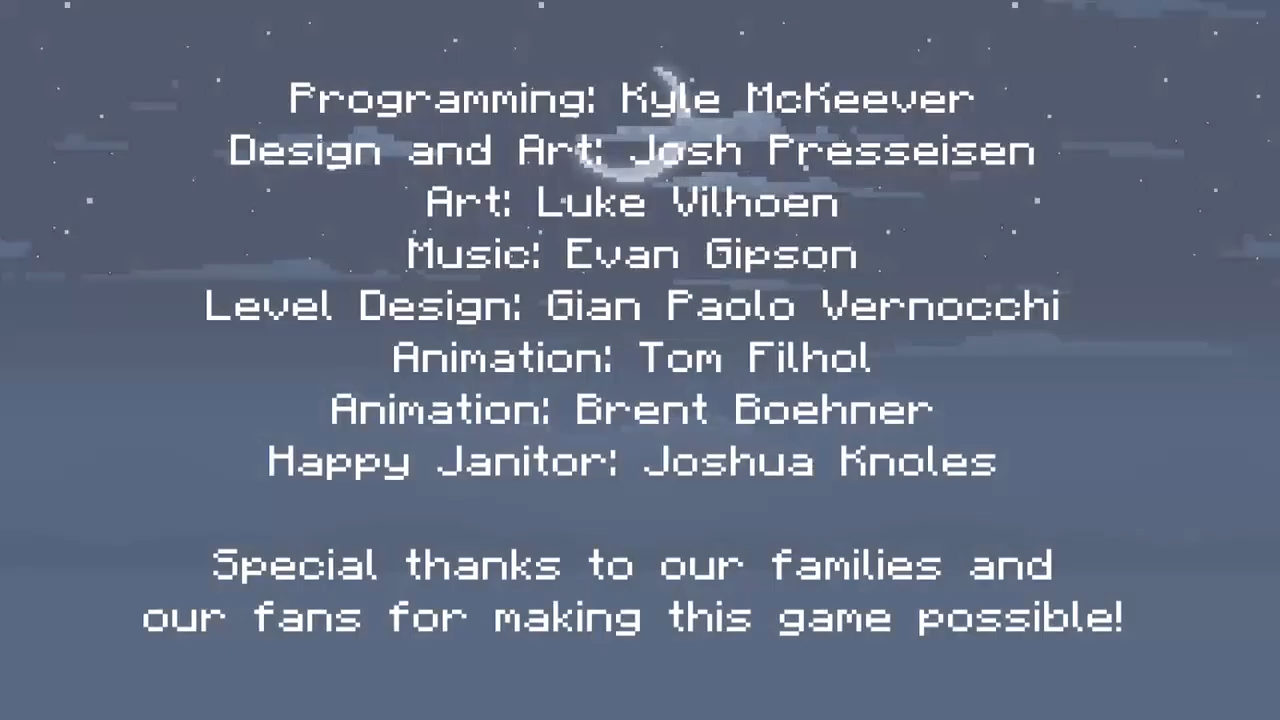 Programming: Kyle McKeever
Design and Art: Josh Presseisen
Art: Luke Vilhoen
Music: Evan Gipson
Level Design: Gian Paolo Vernocchi
Animation: Tom Filhol
Animation: Brent Boehner
Happy Janitor: Joshua Knoles
Special thanks to our families and
our fans for making this game possible!